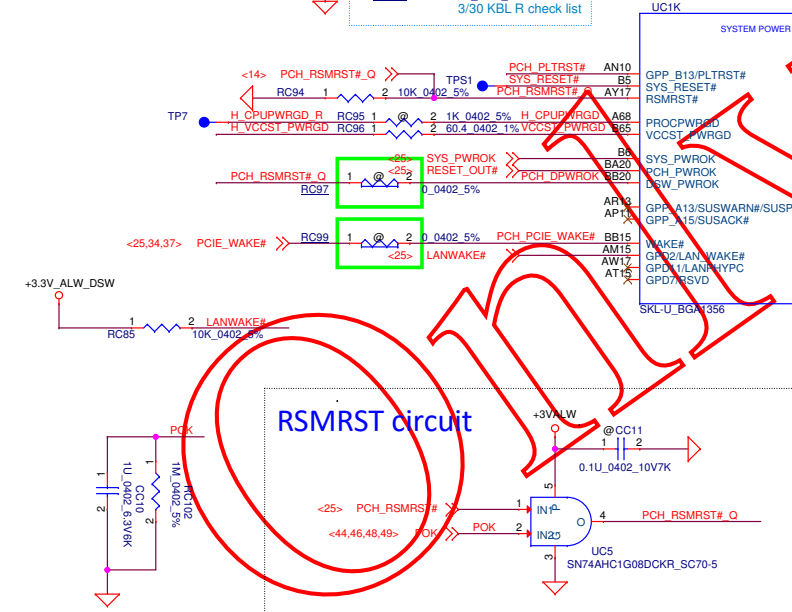 3/30 KBL R check list
UC1K
SYSTEM POWER
<14> PCH_RSMRST#_Q
TPS1
PCH_PLTRST# AN10 GPP_B13/PLTRST#
SYS_RESET# B5 SYS_RESET#
RC94 1 2 10K_0402_5% PCH_RSMRST# AY17 RSMRST#
TP7 H_CPUPWRGD_R RC95 1 @ 2 1K_0402_5% H_CPUPWRGD A68 PROCPWRGD
H_VCCST_PWRGD RC96 1 2 60.4_0402_1% VCCST_PWRGD B65 VCCST_PWRGD
<25> SYS_PWROK B6 SYS_PWROK
<25> RESET_OUT# BA20 PCH_PWROK
PCH_RSMRST#_Q 1 @ 2 PCH_DPWROK BB20 DSW_PWROK
RC97 0_0402_5%
AR13 GPP_A13/SUSWARN#/SUSP
AP11 GPP_A15/SUSACK#
<25,34,37> PCIE_WAKE# RC99 1 @ 2 0_0402_5% PCH_PCIE_WAKE# BB15 WAKE#
<25> LANWAKE# AM15 GPD2/LAN_WAKE#
AW17 GPD11/LANPHYPC
AT15 GPD7/RSVD
SKL-U_BGA1356
+3.3V_ALW_DSW
1 2 LANWAKE#
RC85 10K_0402_5%
RSMRST circuit
+3VALW
@CC11
1 2
0.1U_0402_10V7K
POK
1
2
1U_0402_6.3V6K
CC10
1
2
1M_0402_5%
RC102
5
<25> PCH_RSMRST# 1 IN1 P
O 4 PCH_RSMRST#_Q
<44,46,48,49> POK POK 2 IN2 G
3
UC5
SN74AHC1G08DCKR_SC70-5